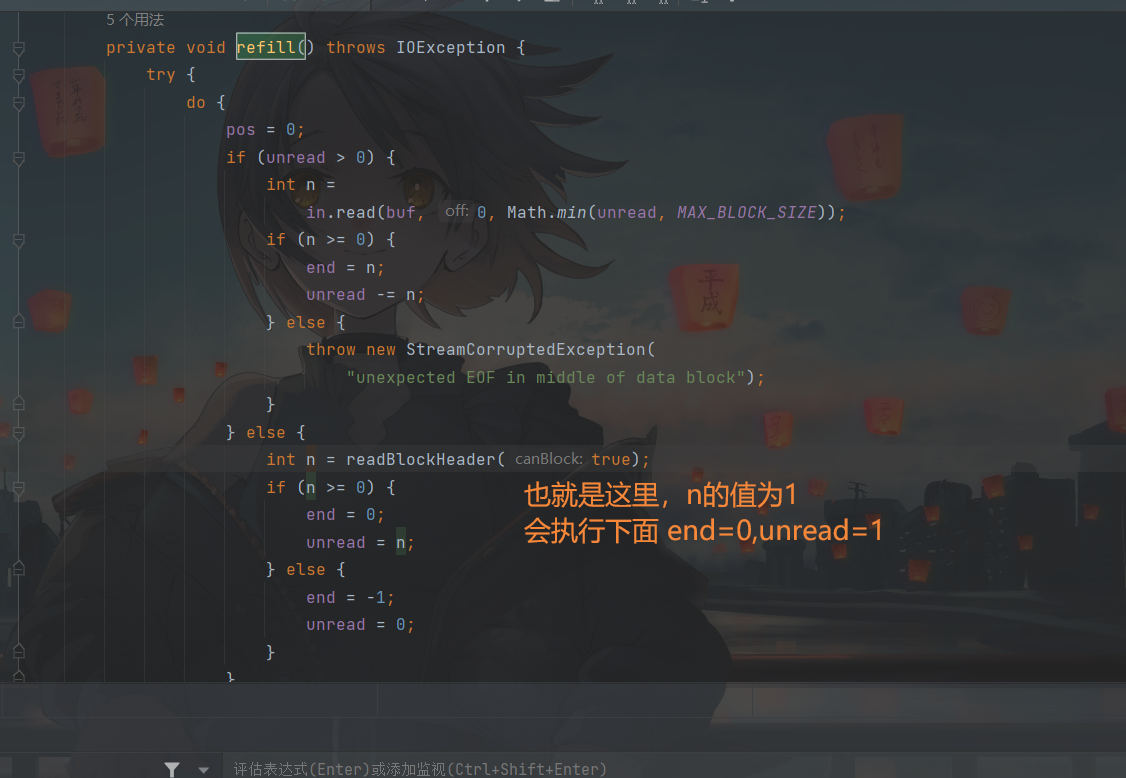 5 个用法
private void refill() throws IOException {
try {
do {
pos = 0;
if (unread > 0) {
int n =
in.read(buf, off: 0, Math.min(unread, MAX_BLOCK_SIZE));
if (n >= 0) {
end = n;
unread -= n;
} else {
throw new StreamCorruptedException(
"unexpected EOF in middle of data block");
}
} else {
int n = readBlockHeader( canBlock: true);
if (n >= 0) {
也就是这里，n的值为1
end = 0;
会执行下面 end=0,unread=1
unread = n;
} else {
end = -1;
unread = 0;
}
}
评估表达式(Enter)或添加监视(Ctrl+Shift+Enter)
平成